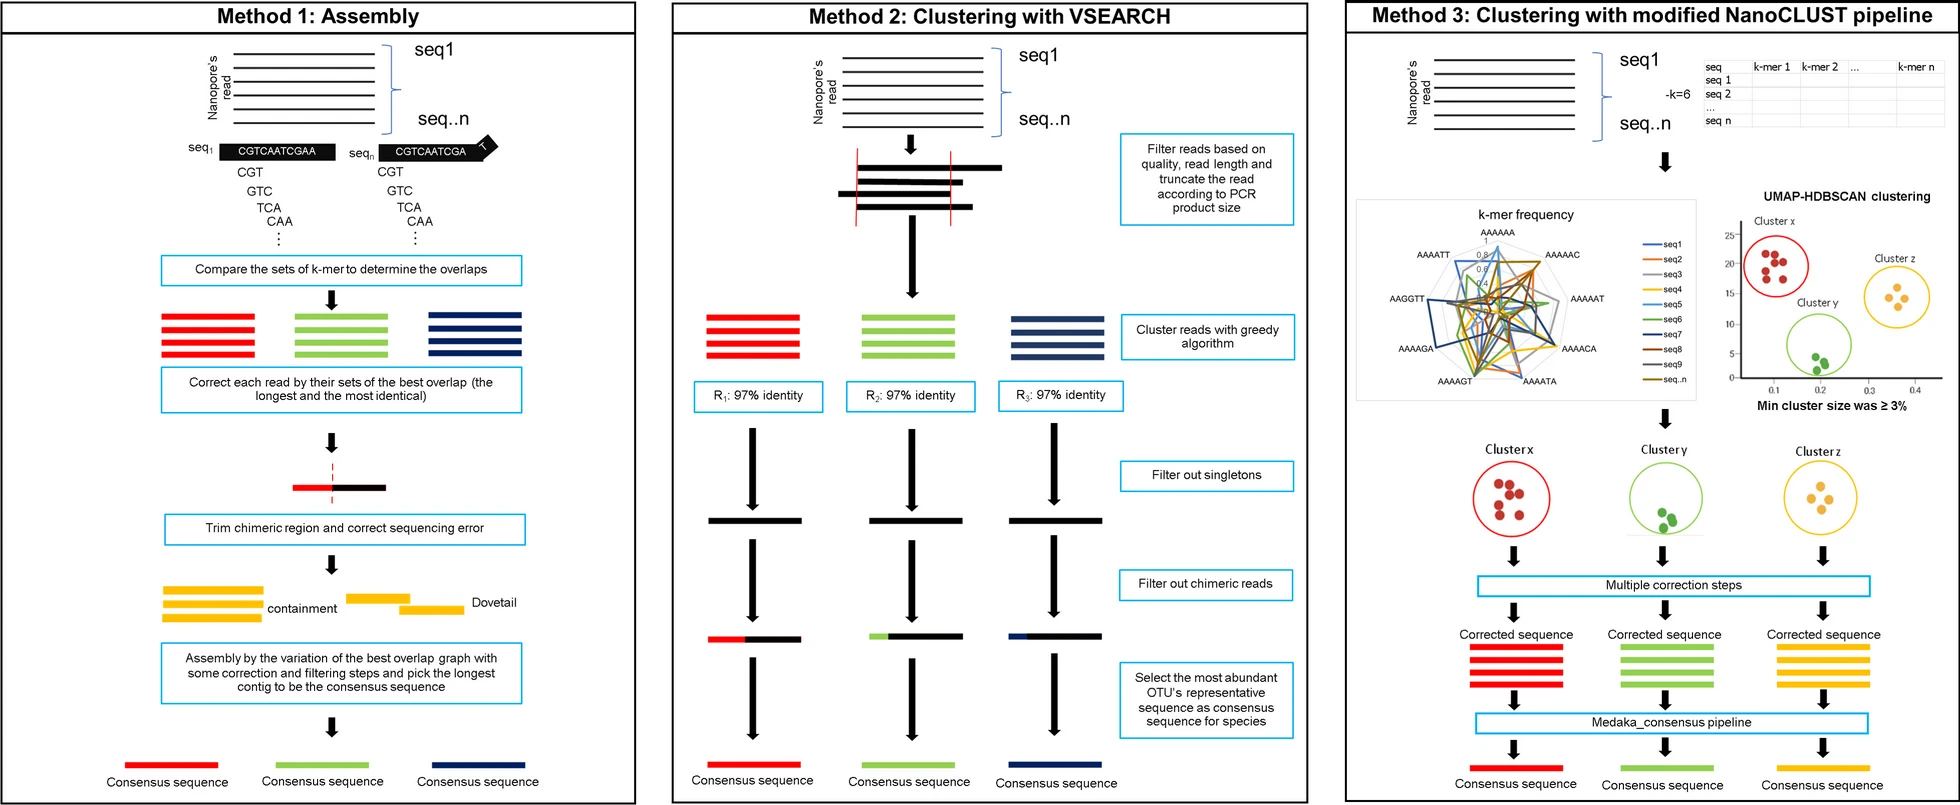 Method 1: Assembly
Nanopore's
read
seq1
seq..n
seq1
CGTCAATCGAA
seqn
CGTCAATCGA
T
CGT
GTC
TCA
CAA
⋮
CGT
GTC
TCA
CAA
⋮
Compare the sets of k-mer to determine the overlaps
Correct each read by their sets of the best overlap (the
longest and the most identical)
Trim chimeric region and correct sequencing error
containment
Dovetail
Assembly by the variation of the best overlap graph with
some correction and filtering steps and pick the longest
contig to be the consensus sequence
Consensus sequence
Consensus sequence
Consensus sequence
Method 2: Clustering with VSEARCH
Nanopore's
read
seq1
seq..n
Filter reads based on
quality, read length and
truncate the read
according to PCR
product size
Cluster reads with greedy
algorithm
R1: 97% identity
R2: 97% identity
R3: 97% identity
Filter out singletons
Filter out chimeric reads
Select the most abundant
OTU's representative
sequence as consensus
sequence for species
Consensus sequence
Consensus sequence
Consensus sequence
Method 3: Clustering with modified NanoCLUST pipeline
Nanopore's
read
seq1
seq..n
-k=6
seq k-mer 1 k-mer 2 ... k-mer n
seq 1
seq 2
...
seq n
k-mer frequency
AAAAAA
AAAAAC
AAAAAT
AAAACA
AAAATA
AAAAGT
AAAAGA
AAGGTT
AAAATT
1
0.8
0.6
0.4
seq1
seq2
seq3
seq4
seq5
seq6
seq7
seq8
seq9
seq..n
UMAP-HDBSCAN clustering
Cluster x
Cluster z
Cluster y
25
20
15
10
5
0
0.1 0.2 0.3 0.4
Min cluster size was ≥ 3%
Cluster x
Cluster y
Cluster z
Multiple correction steps
Corrected sequence
Corrected sequence
Corrected sequence
Medaka_consensus pipeline
Consensus sequence
Consensus sequence
Consensus sequence